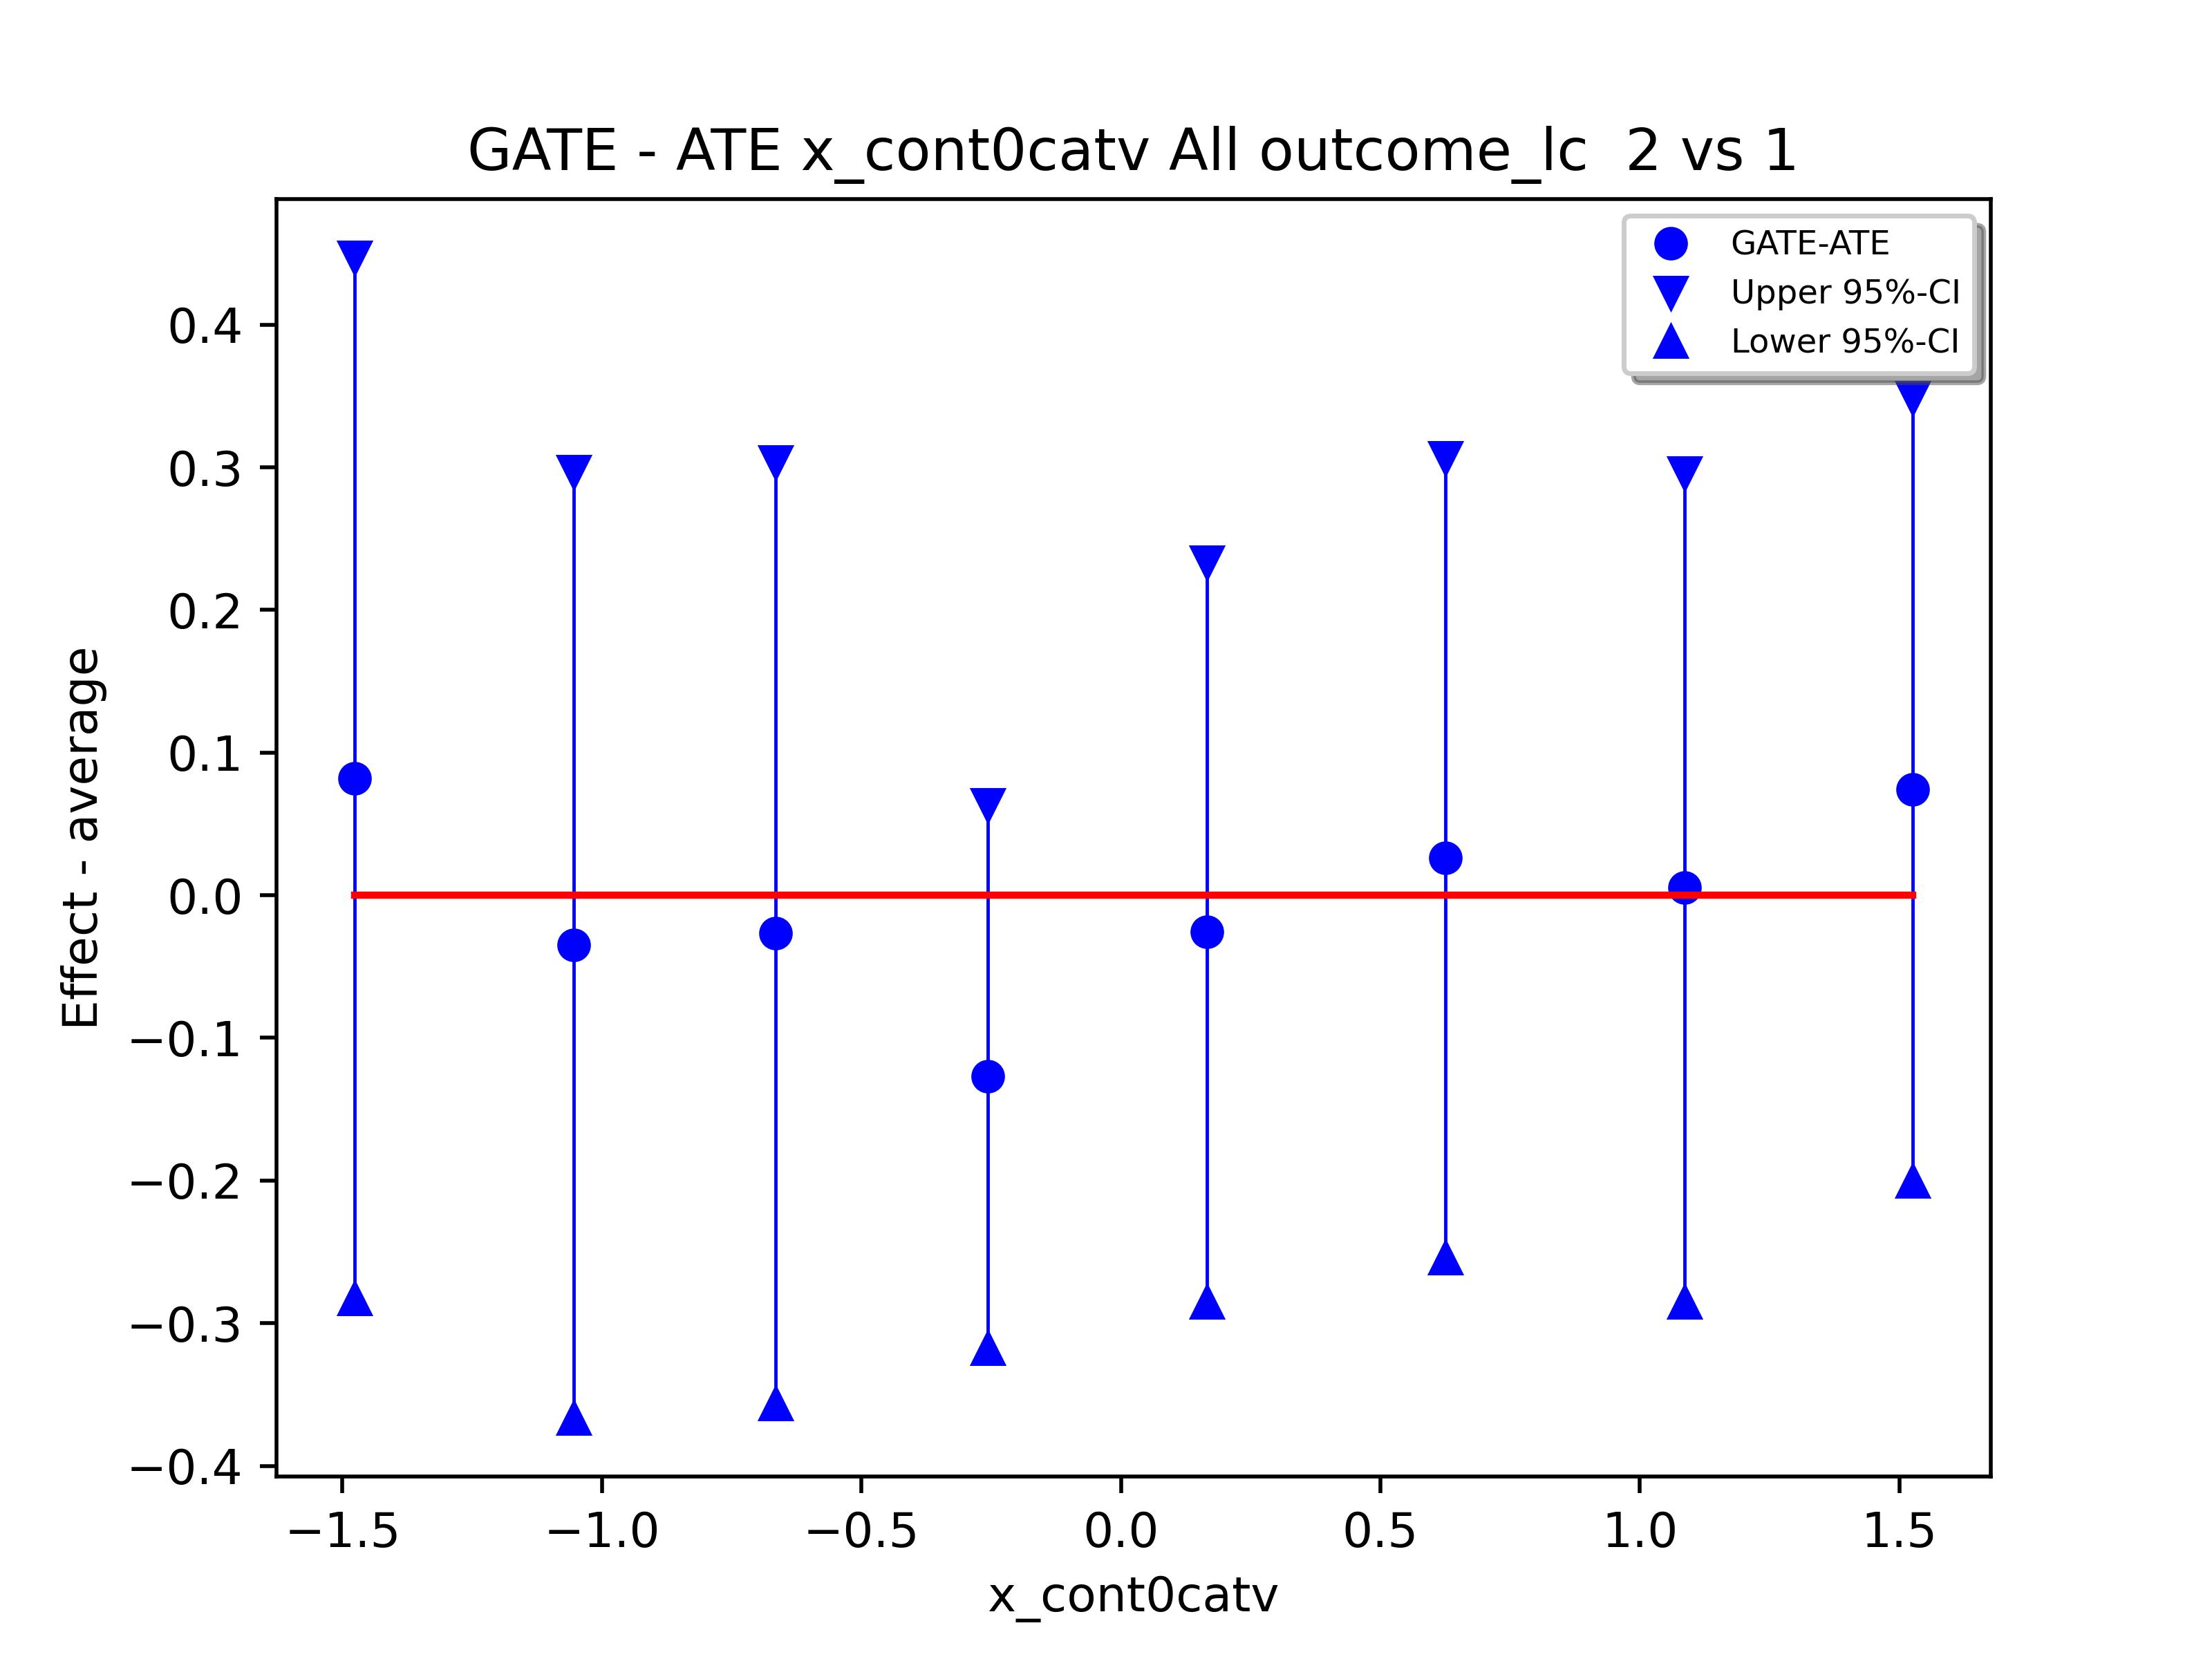 GATE - ATE x_cont0catv All outcome_lc  2 vs 1
GATE-ATE
Upper 95%-CI
Lower 95%-CI
Effect - average
0.4
0.3
0.2
0.1
0.0
−0.1
−0.2
−0.3
−0.4
−1.5 −1.0 −0.5 0.0 0.5 1.0 1.5
x_cont0catv